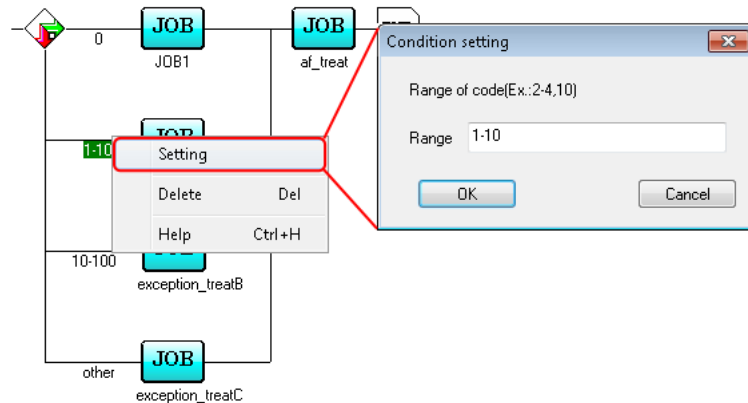 0
JOB
JOB1
JOB
af_treat
Condition setting
Range of code(Ex.:2-4,10)
Range 1-10
OK Cancel
1-10
Setting
Delete Del
Help Ctrl+H
10-100
exception_treatB
other
JOB
exception_treatC